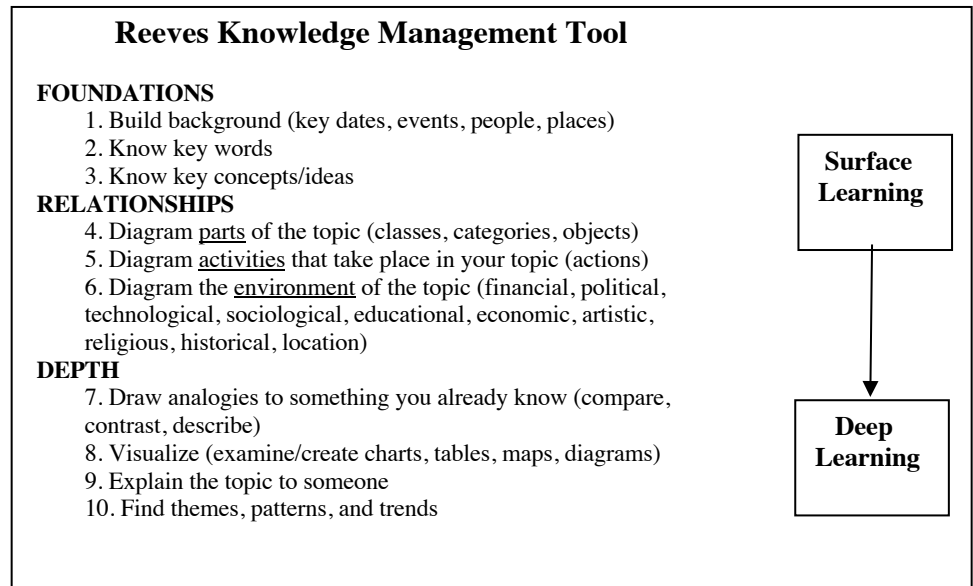 Reeves Knowledge Management Tool
FOUNDATIONS
1. Build background (key dates, events, people, places)
2. Know key words
3. Know key concepts/ideas
RELATIONSHIPS
4. Diagram parts of the topic (classes, categories, objects)
5. Diagram activities that take place in your topic (actions)
6. Diagram the environment of the topic (financial, political,
technological, sociological, educational, economic, artistic,
religious, historical, location)
DEPTH
7. Draw analogies to something you already know (compare,
contrast, describe)
8. Visualize (examine/create charts, tables, maps, diagrams)
9. Explain the topic to someone
10. Find themes, patterns, and trends
Surface
Learning
Deep
Learning